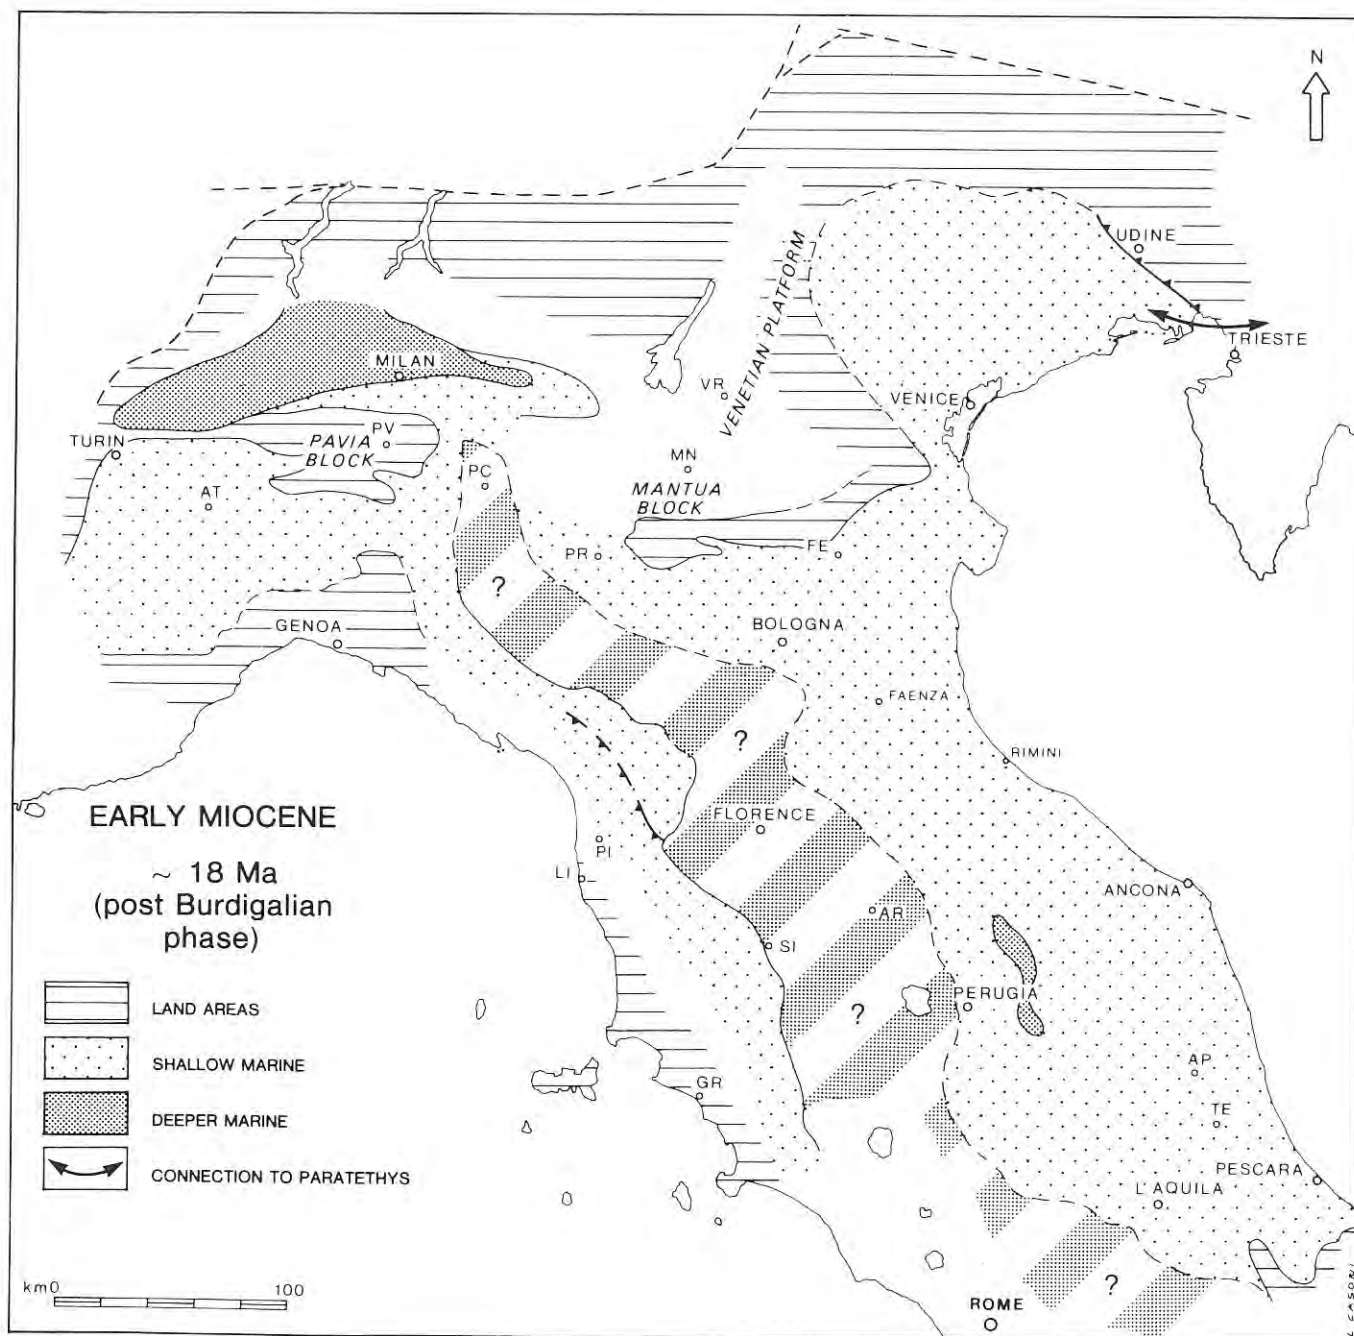 N
UDINE
TRIESTE
VENETIAN PLATFORM
MILAN
VR
VENICE
TURIN
PV
PAVIA
BLOCK
MN
MANTUA
BLOCK
PC
AT
PR
FE
?
GENOA
BOLOGNA
FAENZA
?
RIMINI
EARLY MIOCENE
~ 18 Ma
(post Burdigalian
phase)
FLORENCE
PI
LI
ANCONA
AR
SI
PERUGIA
?
LAND AREAS
SHALLOW MARINE
AP
GR
DEEPER MARINE
TE
CONNECTION TO PARATETHYS
PESCARA
L'AQUILA
km0 100
?
ROME